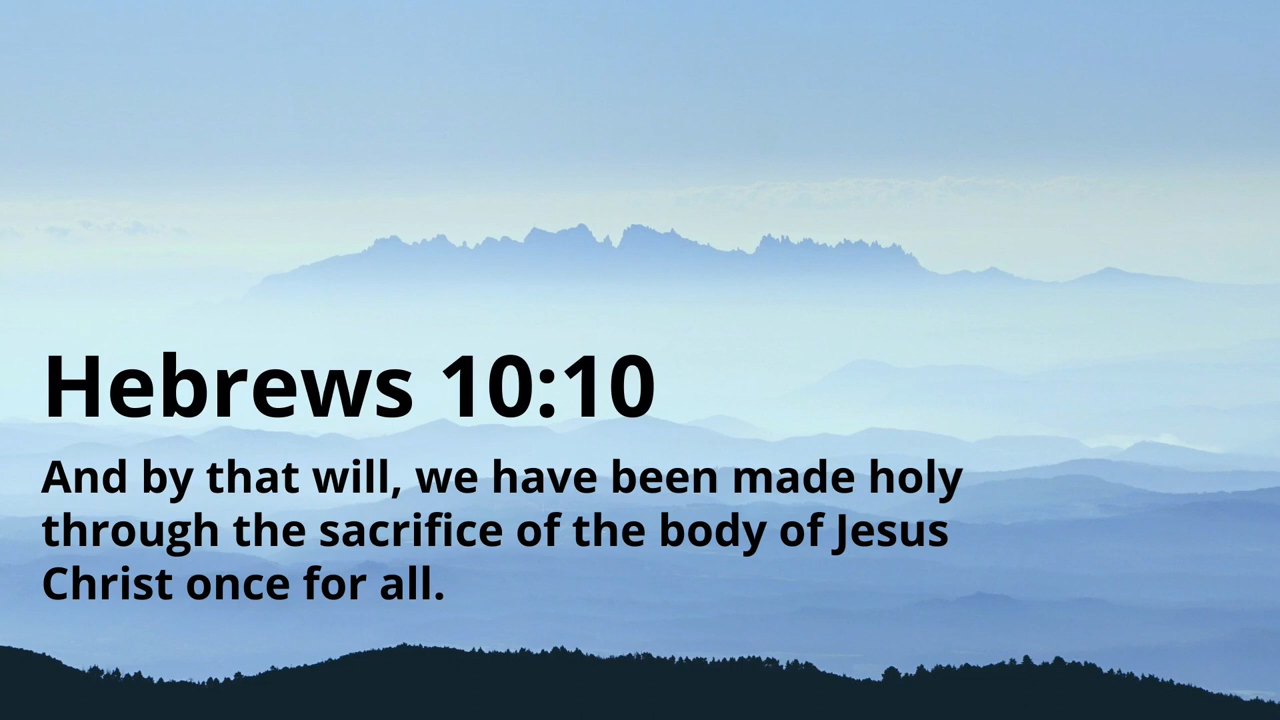 Hebrews 10:10
And by that will, we have been made holy
through the sacrifice of the body of Jesus
Christ once for all.